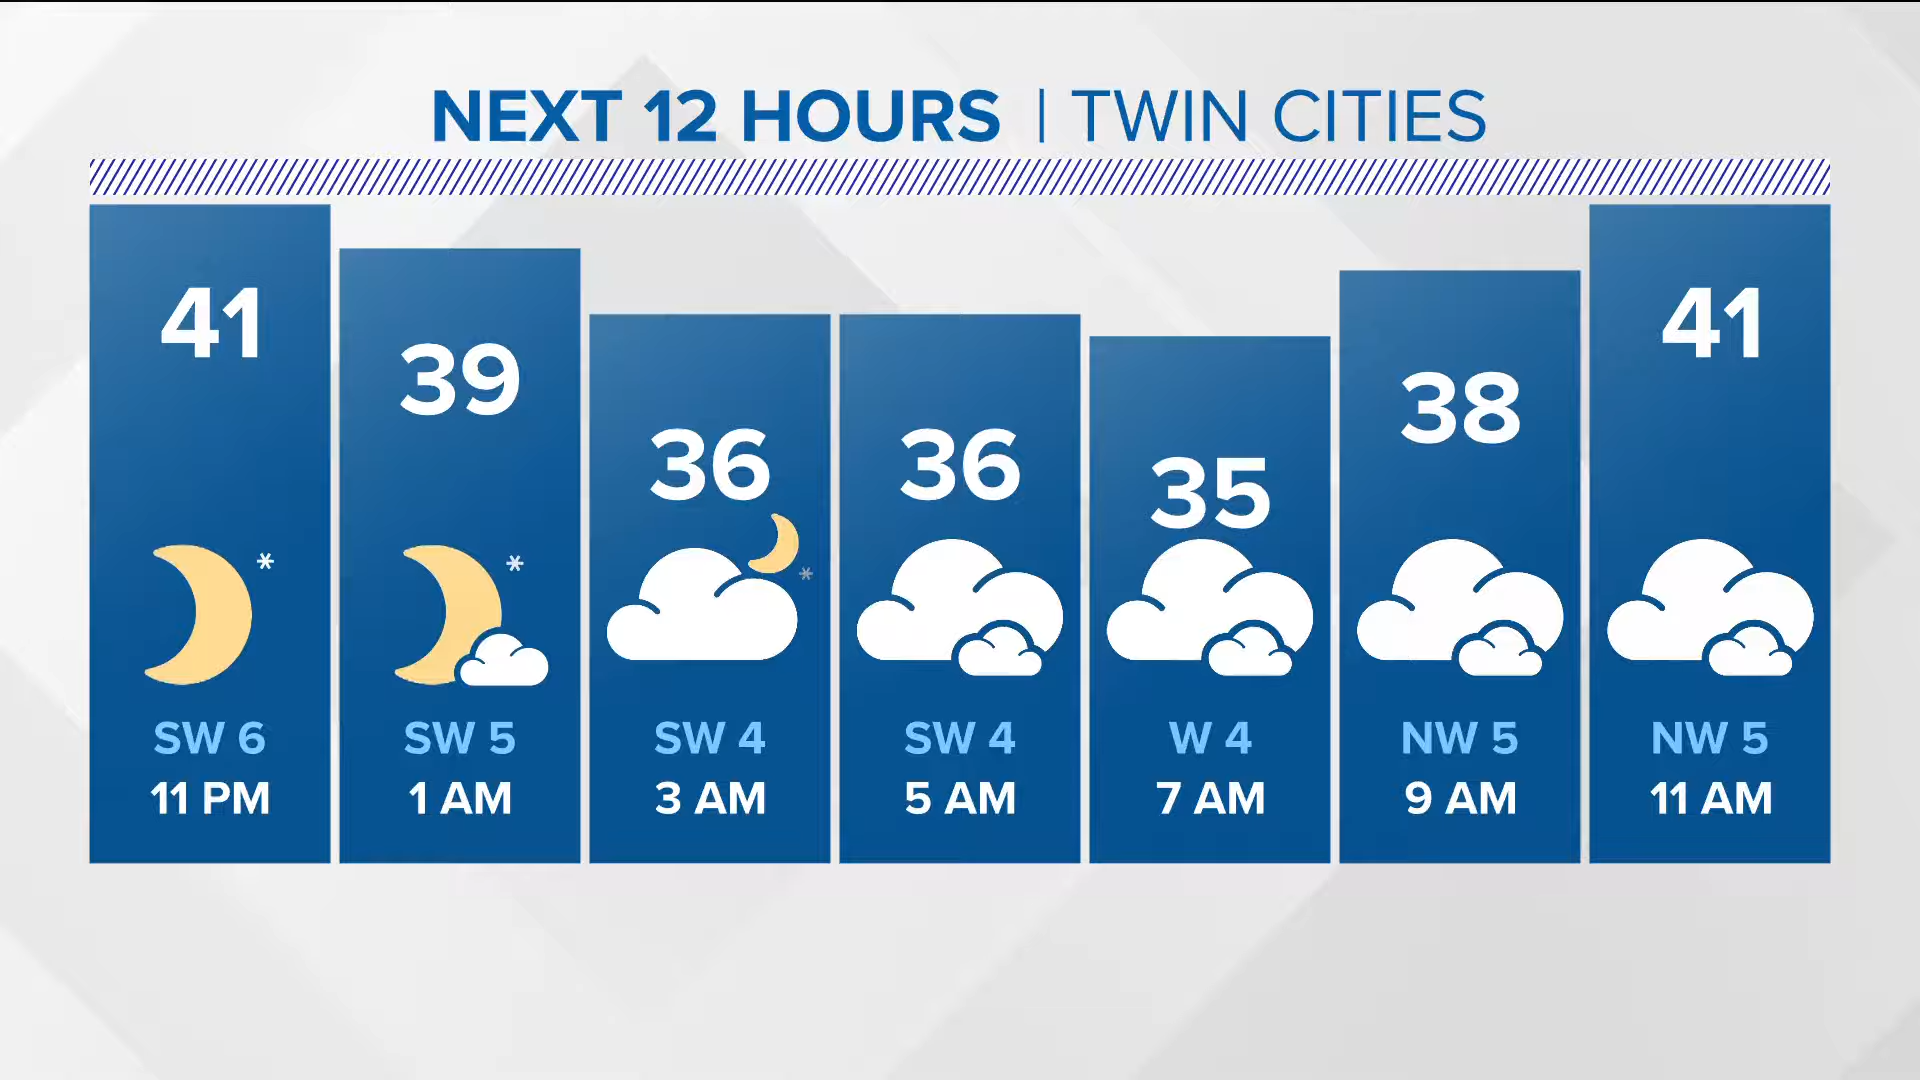 NEXT 12 HOURS | TWIN CITIES
41
39
36
36
35
38
41
SW 6
SW 5
SW 4
SW 4
W 4
NW 5
NW 5
11 PM
1 AM
3 AM
5 AM
7 AM
9 AM
11 AM